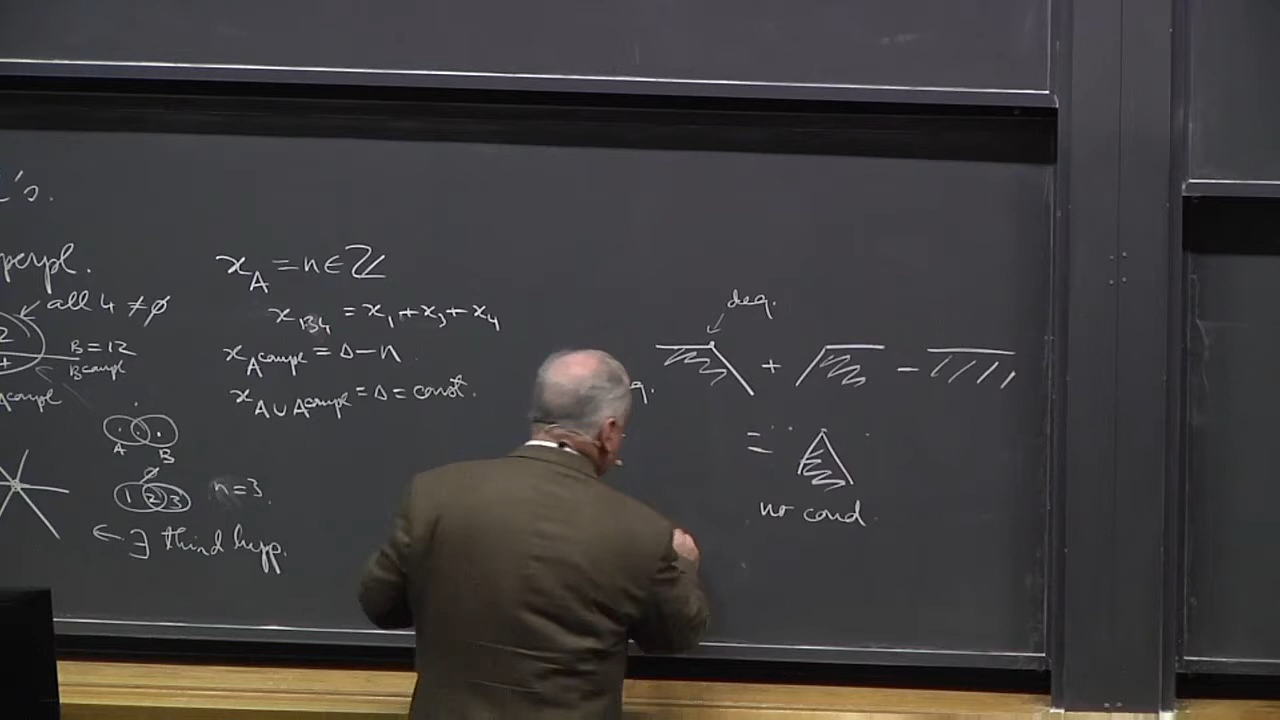 's.
perpl.
all 4 ≠ ∅
2
B = 12
B compl
A compl
A B
∅
1 2 3 n = 3.
← ∃ third hyp.
x_A = n ∈ ℤ
x_134 = x_1 + x_3 + x_4
x_A compl = Δ − n
x_A ∪ A compl = Δ = const.
deg.
+ −
=
no cond.